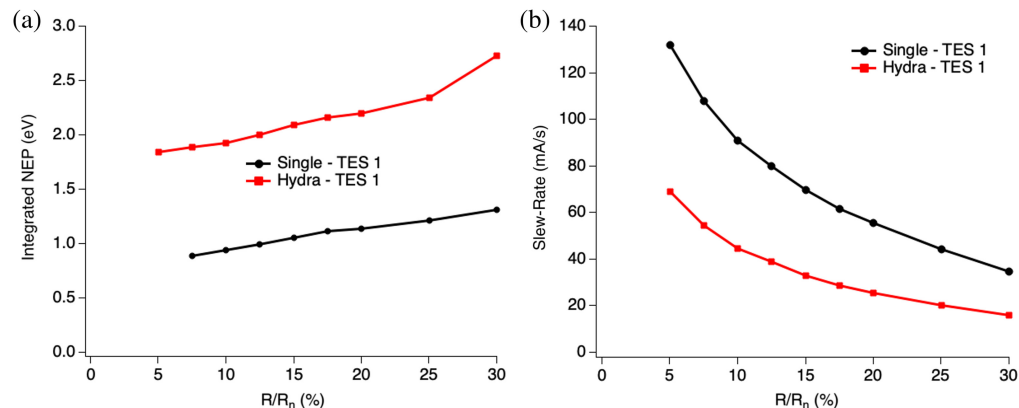 (a)
3.0
2.5
2.0
1.5
1.0
0.5
0.0
Integrated NEP (eV)
Single - TES 1
Hydra - TES 1
0 5 10 15 20 25 30
R/Rn (%)
(b)
140
120
100
80
60
40
20
0
Slew-Rate (mA/s)
Single - TES 1
Hydra - TES 1
0 5 10 15 20 25 30
R/Rn (%)